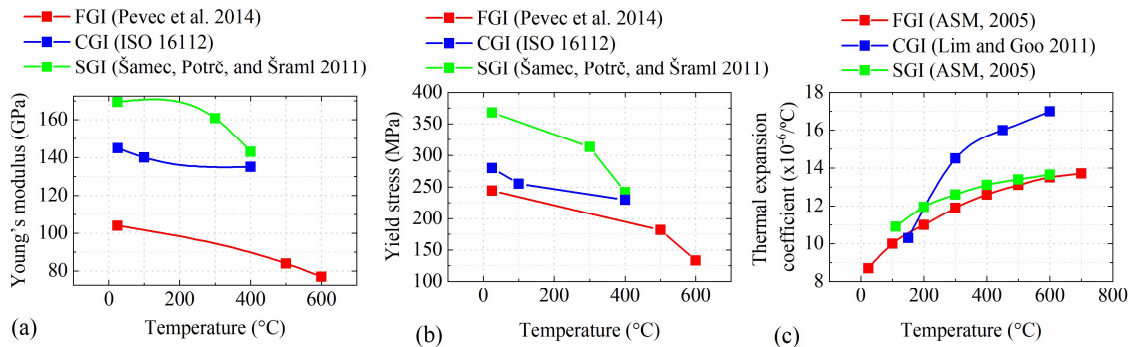 FGI (Pevec et al. 2014)
CGI (ISO 16112)
SGI (Šamec, Potrč, and Šraml 2011)
Young's modulus (GPa)
160
140
120
100
80
0
200
400
600
Temperature (°C)
(a)
FGI (Pevec et al. 2014)
CGI (ISO 16112)
SGI (Šamec, Potrč, and Šraml 2011)
Yield stress (MPa)
400
350
300
250
200
150
100
0
200
400
600
Temperature (°C)
(b)
FGI (ASM, 2005)
CGI (Lim and Goo 2011)
SGI (ASM, 2005)
Thermal expansion
coefficient (x10⁻⁶/°C)
18
16
14
12
10
8
0
200
400
600
800
Temperature (°C)
(c)